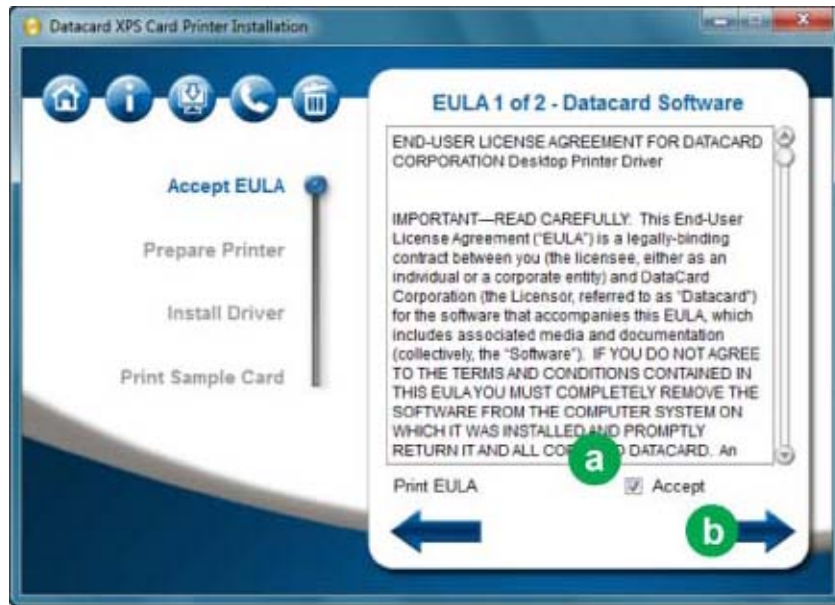 Datacard XPS Card Printer Installation
EULA 1 of 2 - Datacard Software
Accept EULA
Prepare Printer
Install Driver
Print Sample Card
END-USER LICENSE AGREEMENT FOR DATACARD
CORPORATION Desktop Printer Driver
IMPORTANT—READ CAREFULLY: This End-User
License Agreement ("EULA") is a legally-binding
contract between you (the licensee, either as an
individual or a corporate entity) and DataCard
Corporation (the Licensor, referred to as "Datacard")
for the software that accompanies this EULA, which
includes associated media and documentation
(collectively, the "Software"). IF YOU DO NOT AGREE
TO THE TERMS AND CONDITIONS CONTAINED IN
THIS EULAYOU MUST COMPLETELY REMOVE THE
SOFTWARE FROM THE COMPUTER SYSTEM ON
WHICH IT WAS INSTALLED AND PROMPTLY
RETURN IT AND ALL DATACARD. An
a
Print EULA
Accept
b